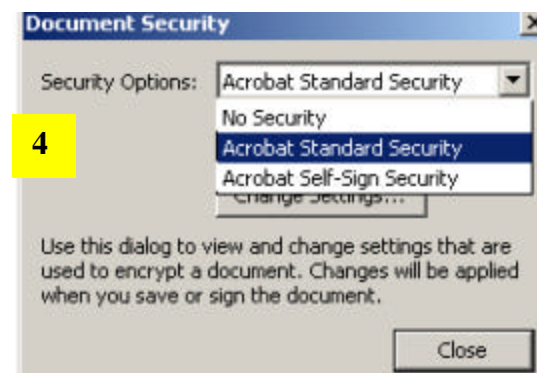 Document Security
Security Options: Acrobat Standard Security
No Security
4
Acrobat Standard Security
Acrobat Self-Sign Security
Change Settings...
Use this dialog to view and change settings that are
used to encrypt a document. Changes will be applied
when you save or sign the document.
Close